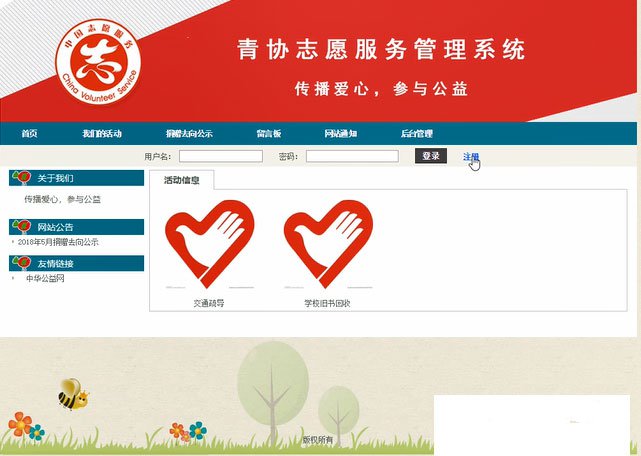 中国志愿服务
志
China Volunteer Service
青协志愿服务管理系统
传播爱心，参与公益
首页 我们的活动 捐赠去向公示 留言板 网站通知 后台管理
用户名： 密码： 登录 注册
关于我们
传播爱心，参与公益
网站公告
2018年5月捐赠去向公示
友情链接
中华公益网
活动信息
交通疏导 学校旧书回收
版权所有